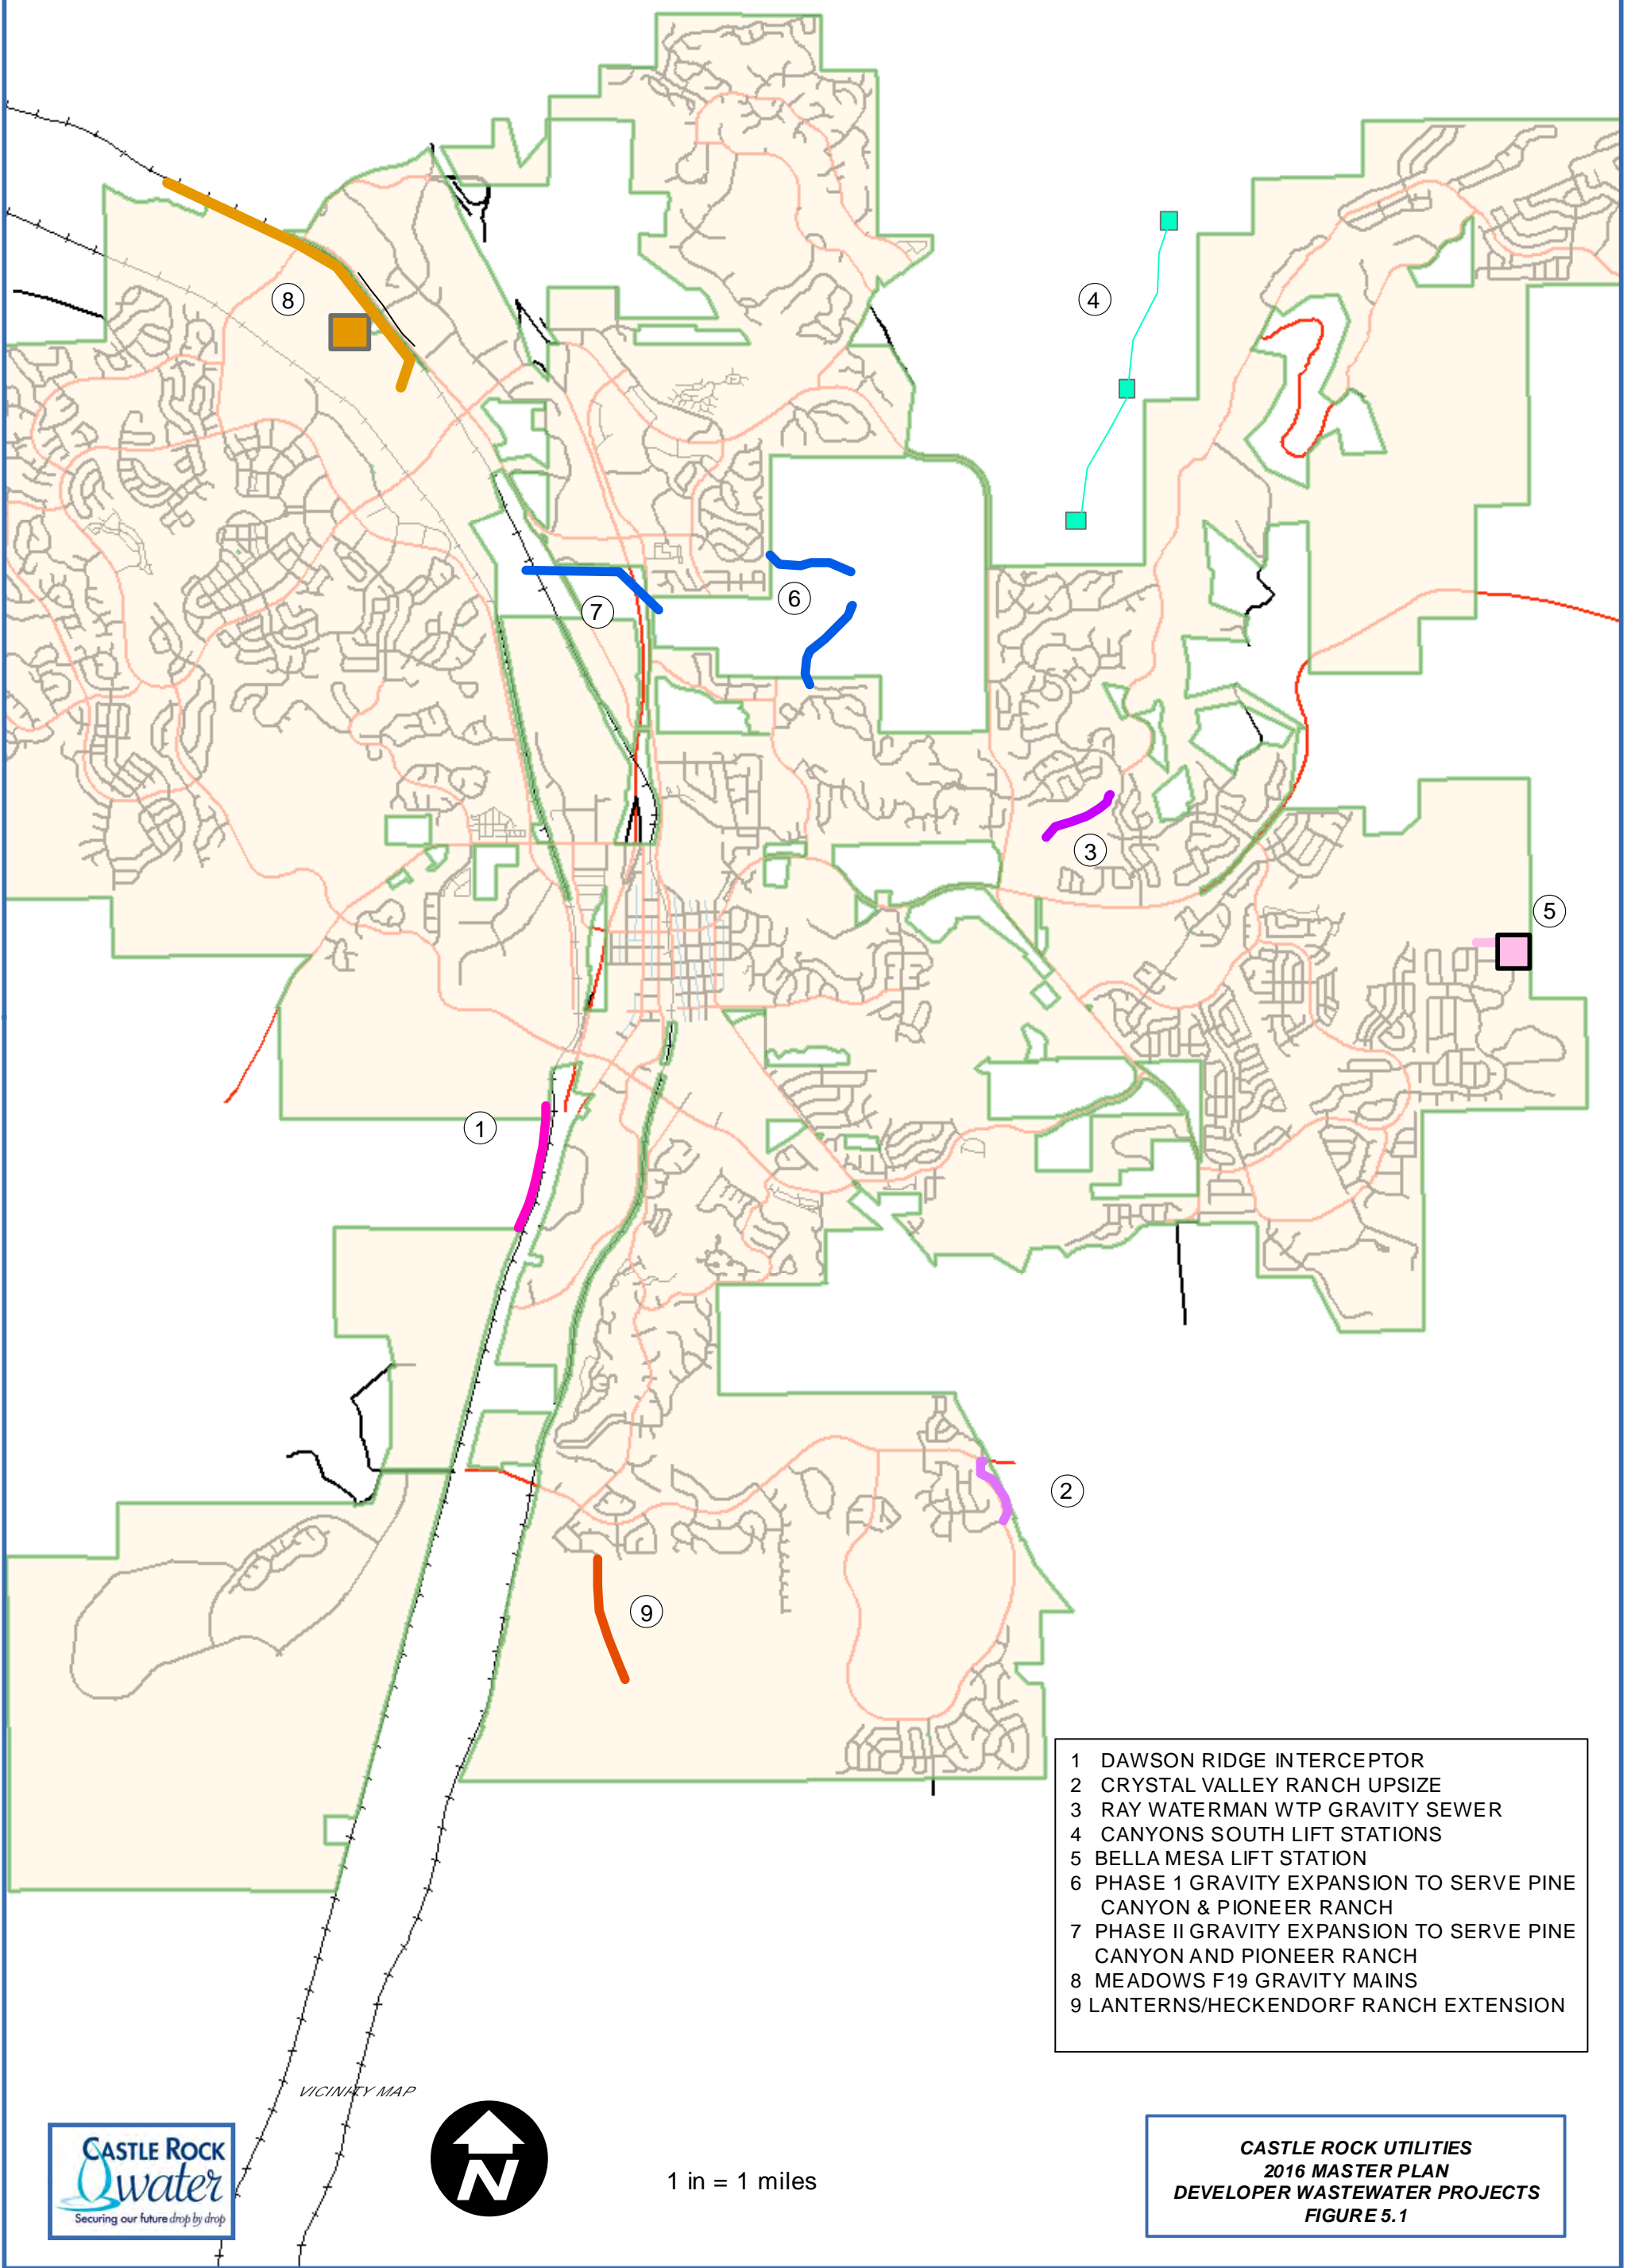 8
4
7
6
3
5
1
2
9
1 DAWSON RIDGE INTERCEPTOR
2 CRYSTAL VALLEY RANCH UPSIZE
3 RAY WATERMAN WTP GRAVITY SEWER
4 CANYONS SOUTH LIFT STATIONS
5 BELLA MESA LIFT STATION
6 PHASE 1 GRAVITY EXPANSION TO SERVE PINE
CANYON & PIONEER RANCH
7 PHASE II GRAVITY EXPANSION TO SERVE PINE
CANYON AND PIONEER RANCH
8 MEADOWS F19 GRAVITY MAINS
9 LANTERNS/HECKENDORF RANCH EXTENSION
VICINITY MAP
CASTLE ROCK
water
Securing our future drop by drop
N
1 in = 1 miles
CASTLE ROCK UTILITIES
2016 MASTER PLAN
DEVELOPER WASTEWATER PROJECTS
FIGURE 5.1